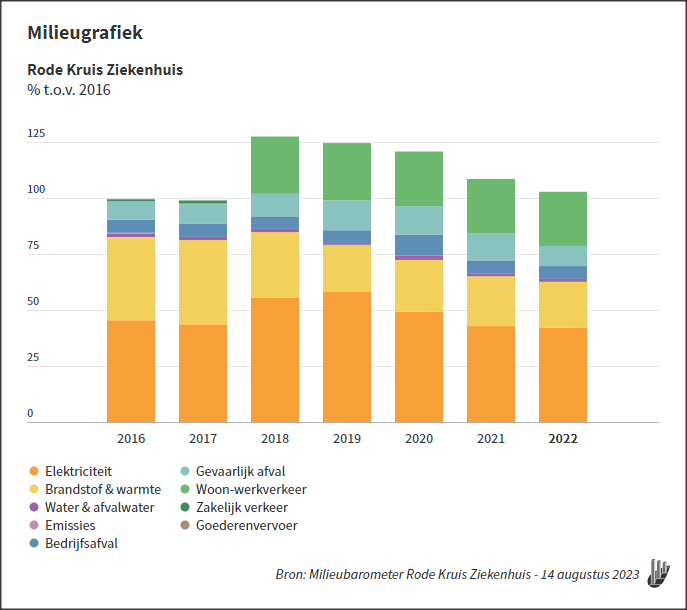 Milieugrafiek
Rode Kruis Ziekenhuis
% t.o.v. 2016
125
100
75
50
25
0
2016 2017 2018 2019 2020 2021 2022
Elektriciteit
Brandstof & warmte
Water & afvalwater
Emissies
Bedrijfsafval
Gevaarlijk afval
Woon-werkverkeer
Zakelijk verkeer
Goederenvervoer
Bron: Milieubarometer Rode Kruis Ziekenhuis - 14 augustus 2023